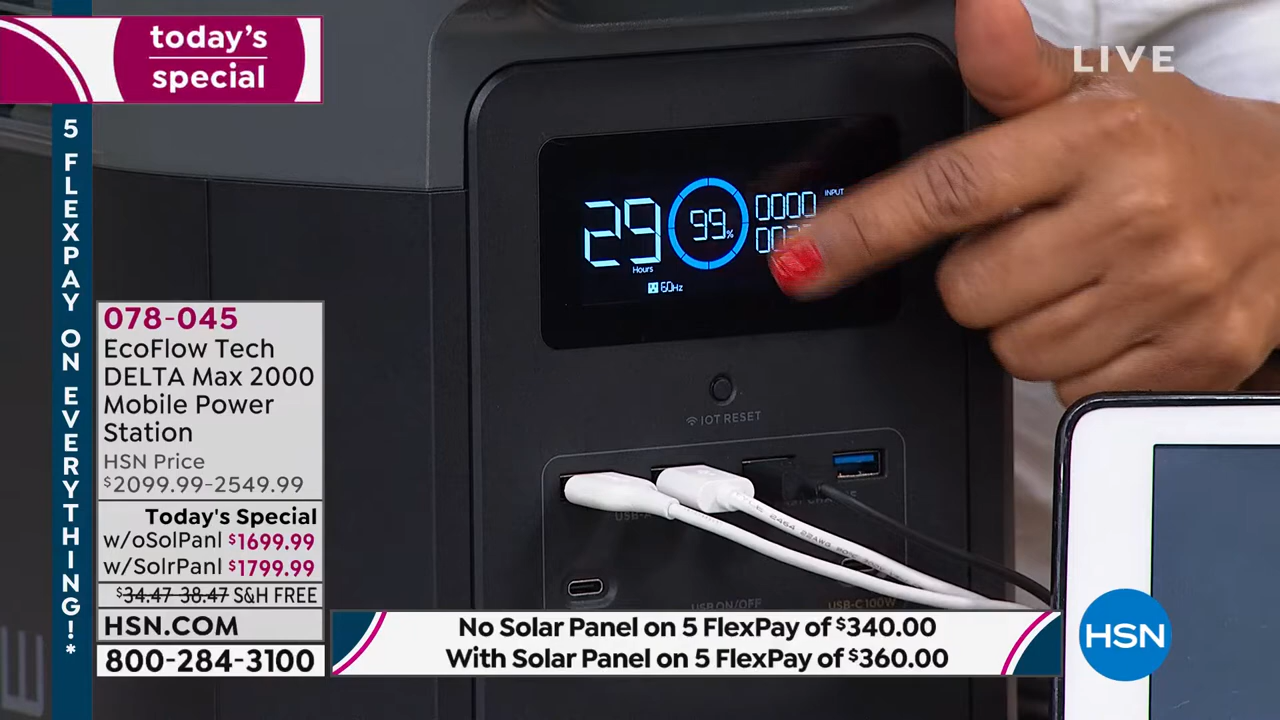 today's
special
LIVE
5 FLEXPAY ON EVERYTHING!*
29
Hours
99%
0000
INPUT
60Hz
IOT RESET
078-045
EcoFlow Tech
DELTA Max 2000
Mobile Power
Station
HSN Price
$2099.99-2549.99
Today's Special
w/oSolPanl $1699.99
w/SolrPanl $1799.99
$34.47-38.47 S&H FREE
HSN.COM
800-284-3100
USB ON/OFF
USB-C 100W
No Solar Panel on 5 FlexPay of $340.00
With Solar Panel on 5 FlexPay of $360.00
HSN